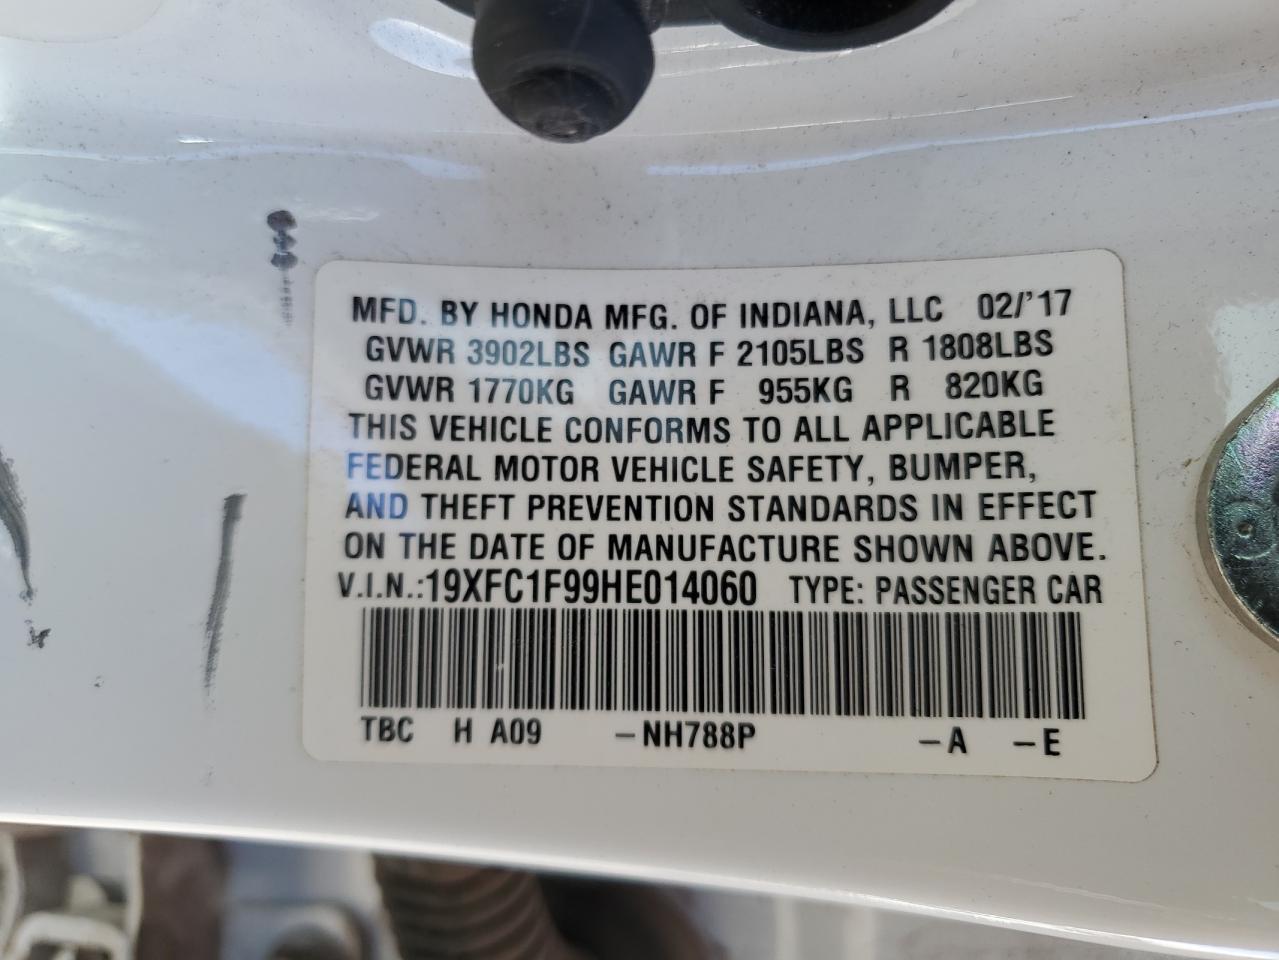 MFD. BY HONDA MFG. OF INDIANA, LLC 02/'17
GVWR 3902LBS GAWR F 2105LBS R 1808LBS
GVWR 1770KG GAWR F 955KG R 820KG
THIS VEHICLE CONFORMS TO ALL APPLICABLE
FEDERAL MOTOR VEHICLE SAFETY, BUMPER,
AND THEFT PREVENTION STANDARDS IN EFFECT
ON THE DATE OF MANUFACTURE SHOWN ABOVE.
V.I.N.:19XFC1F99HE014060 TYPE: PASSENGER CAR
TBC H A09 -NH788P -A -E